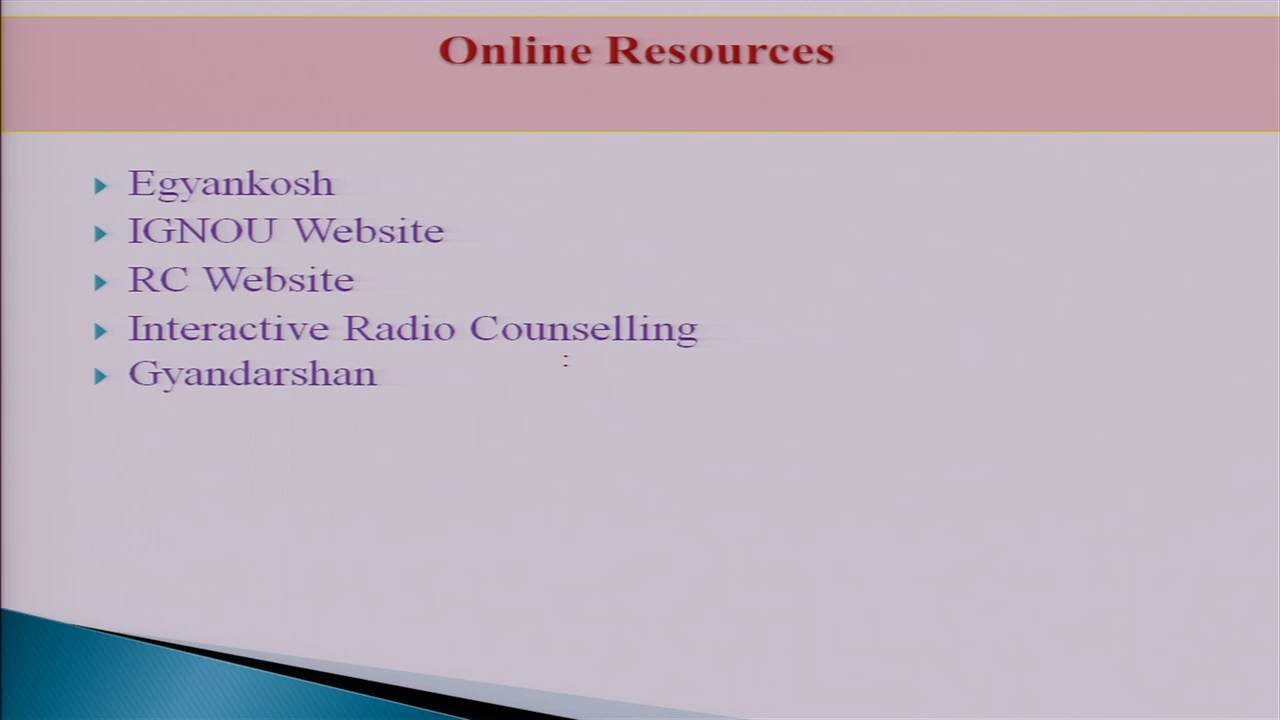 Online Resources
Egyankosh
IGNOU Website
RC Website
Interactive Radio Counselling
Gyandarshan